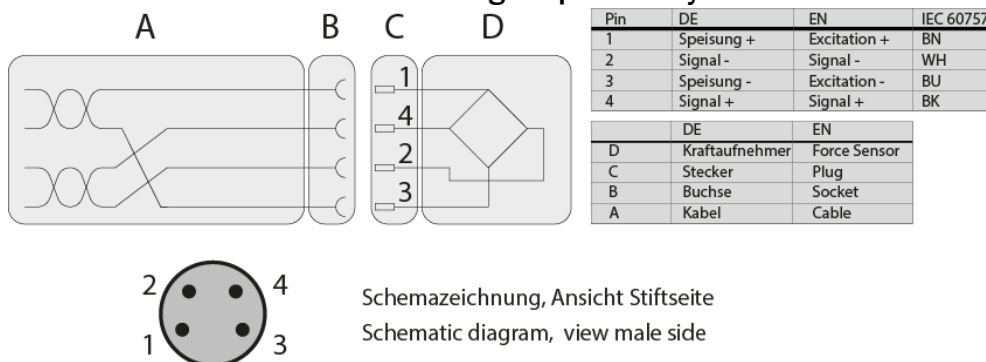 A B C D
1
4
2
3
Pin DE EN IEC 60757
1 Speisung + Excitation + BN
2 Signal - Signal - WH
3 Speisung - Excitation - BU
4 Signal + Signal + BK
DE EN
D Kraftaufnehmer Force Sensor
C Stecker Plug
B Buchse Socket
A Kabel Cable
2 4
1 3
Schemazeichnung, Ansicht Stiftseite
Schematic diagram, view male side